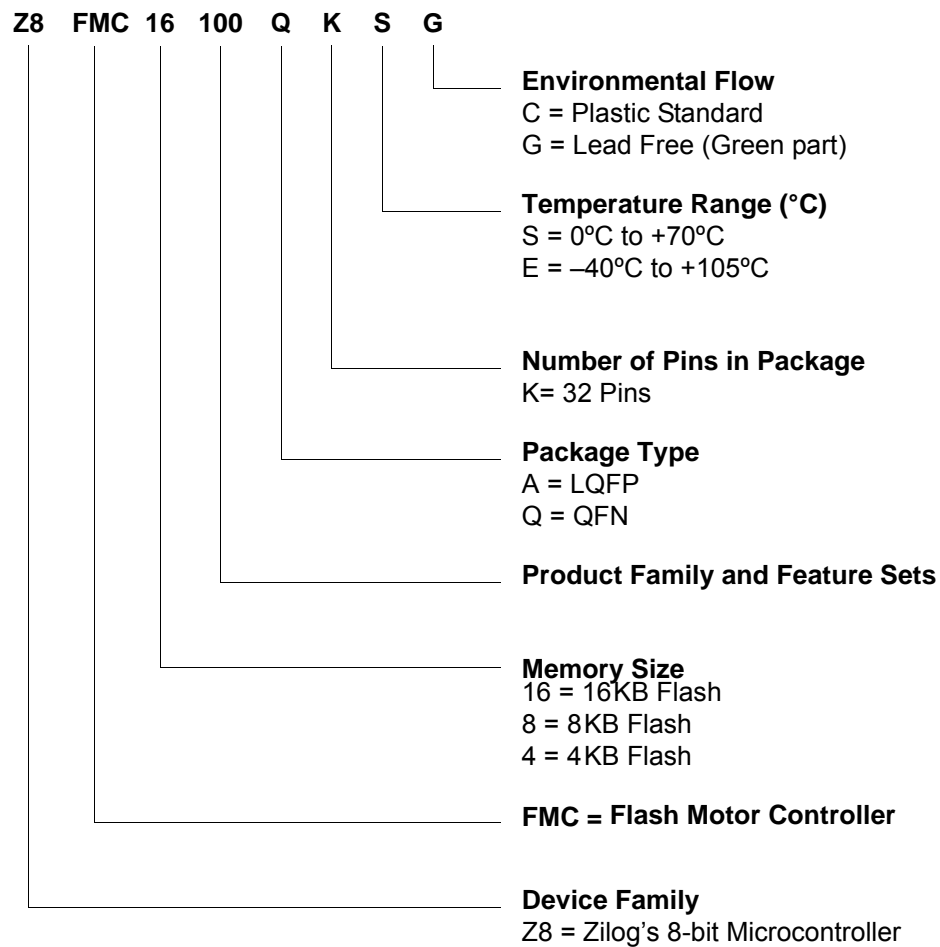 Z8 FMC 16 100 Q K S G
Environmental Flow
C = Plastic Standard
G = Lead Free (Green part)
Temperature Range (°C)
S = 0ºC to +70ºC
E = –40ºC to +105ºC
Number of Pins in Package
K= 32 Pins
Package Type
A = LQFP
Q = QFN
Product Family and Feature Sets
Memory Size
16 = 16KB Flash
8 = 8KB Flash
4 = 4KB Flash
FMC = Flash Motor Controller
Device Family
Z8 = Zilog's 8-bit Microcontroller